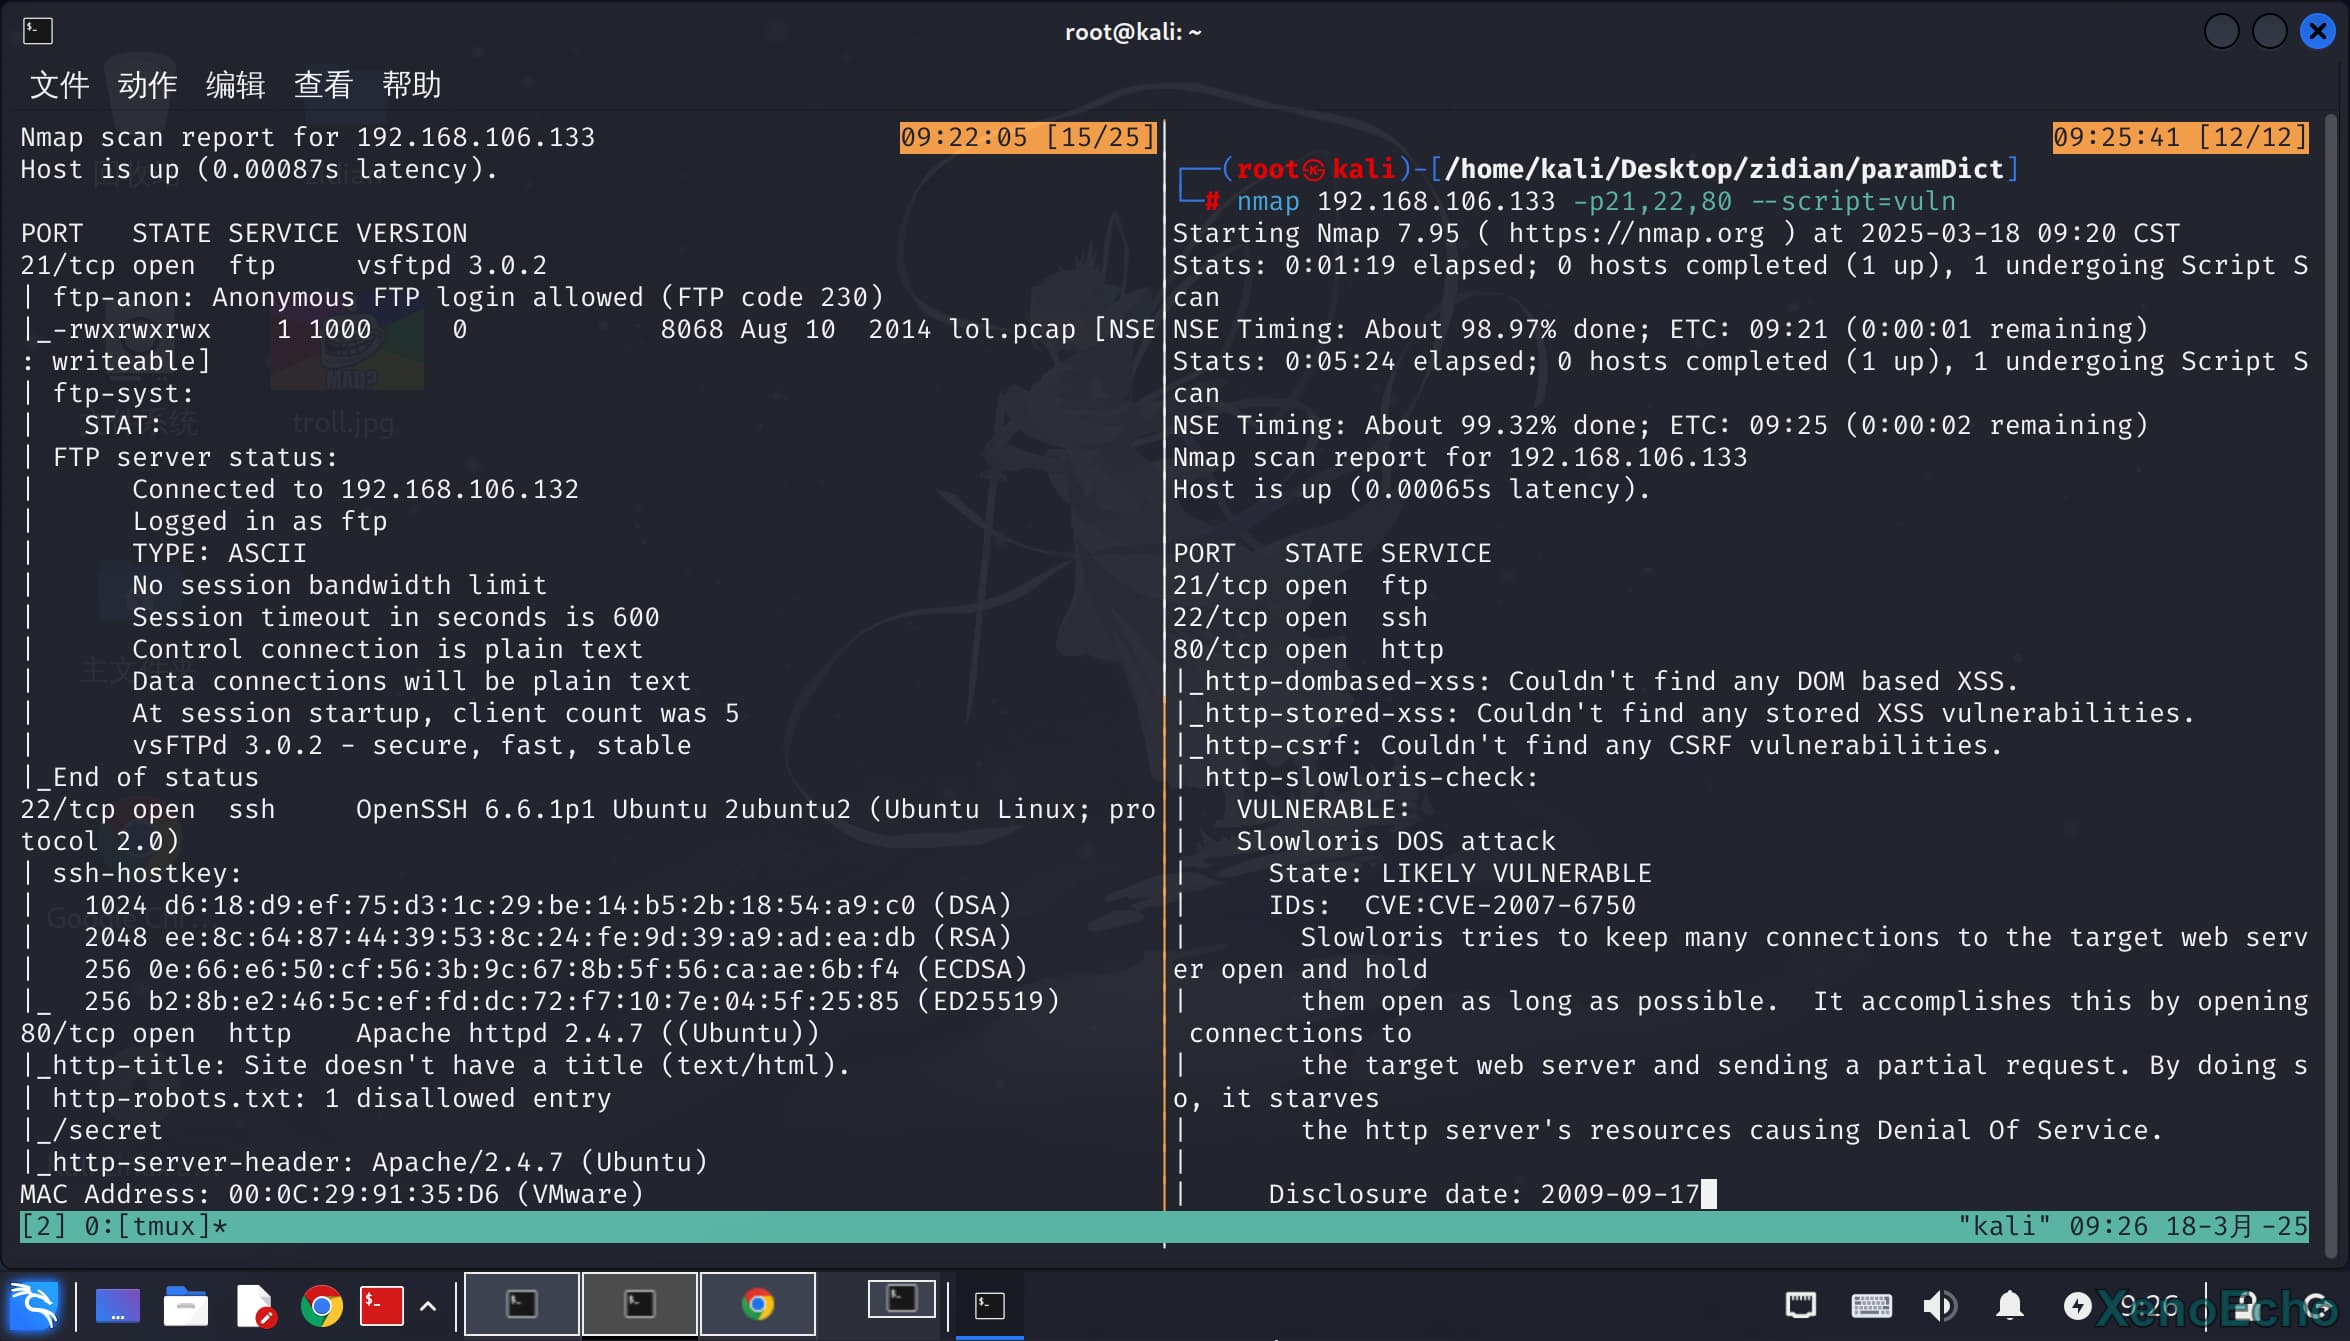 root@kali: ~
文件 动作 编辑 查看 帮助
Nmap scan report for 192.168.106.133
09:22:05 [15/25]
Host is up (0.00087s latency).
PORT STATE SERVICE VERSION
21/tcp open ftp vsftpd 3.0.2
| ftp-anon: Anonymous FTP login allowed (FTP code 230)
|_-rwxrwxrwx 1 1000 0 8068 Aug 10 2014 lol.pcap [NSE
: writeable]
| ftp-syst:
| STAT:
| FTP server status:
| Connected to 192.168.106.132
| Logged in as ftp
| TYPE: ASCII
| No session bandwidth limit
| Session timeout in seconds is 600
| Control connection is plain text
| Data connections will be plain text
| At session startup, client count was 5
| vsFTPd 3.0.2 - secure, fast, stable
|_End of status
22/tcp open ssh OpenSSH 6.6.1p1 Ubuntu 2ubuntu2 (Ubuntu Linux; pro
tocol 2.0)
| ssh-hostkey:
| 1024 d6:18:d9:ef:75:d3:1c:29:be:14:b5:2b:18:54:a9:c0 (DSA)
| 2048 ee:8c:64:87:44:39:53:8c:24:fe:9d:39:a9:ad:ea:db (RSA)
| 256 0e:66:e6:50:cf:56:3b:9c:67:8b:5f:56:ca:ae:6b:f4 (ECDSA)
|_ 256 b2:8b:e2:46:5c:ef:fd:dc:72:f7:10:7e:04:5f:25:85 (ED25519)
80/tcp open http Apache httpd 2.4.7 ((Ubuntu))
|_http-title: Site doesn't have a title (text/html).
| http-robots.txt: 1 disallowed entry
|_/secret
|_http-server-header: Apache/2.4.7 (Ubuntu)
MAC Address: 00:0C:29:91:35:D6 (VMware)
09:25:41 [12/12]
┌──(root㉿kali)-[/home/kali/Desktop/zidian/paramDict]
└─# nmap 192.168.106.133 -p21,22,80 --script=vuln
Starting Nmap 7.95 ( https://nmap.org ) at 2025-03-18 09:20 CST
Stats: 0:01:19 elapsed; 0 hosts completed (1 up), 1 undergoing Script S
can
NSE Timing: About 98.97% done; ETC: 09:21 (0:00:01 remaining)
Stats: 0:05:24 elapsed; 0 hosts completed (1 up), 1 undergoing Script S
can
NSE Timing: About 99.32% done; ETC: 09:25 (0:00:02 remaining)
Nmap scan report for 192.168.106.133
Host is up (0.00065s latency).
PORT STATE SERVICE
21/tcp open ftp
22/tcp open ssh
80/tcp open http
|_http-dombased-xss: Couldn't find any DOM based XSS.
|_http-stored-xss: Couldn't find any stored XSS vulnerabilities.
|_http-csrf: Couldn't find any CSRF vulnerabilities.
| http-slowloris-check:
| VULNERABLE:
| Slowloris DOS attack
| State: LIKELY VULNERABLE
| IDs: CVE:CVE-2007-6750
| Slowloris tries to keep many connections to the target web serv
er open and hold
| them open as long as possible. It accomplishes this by opening
connections to
| the target web server and sending a partial request. By doing s
o, it starves
| the http server's resources causing Denial Of Service.
|
| Disclosure date: 2009-09-17
troll.jpg
MAD?
[2] 0:[tmux]*
"kali" 09:26 18-3月 -25
9:26
XenoEcho